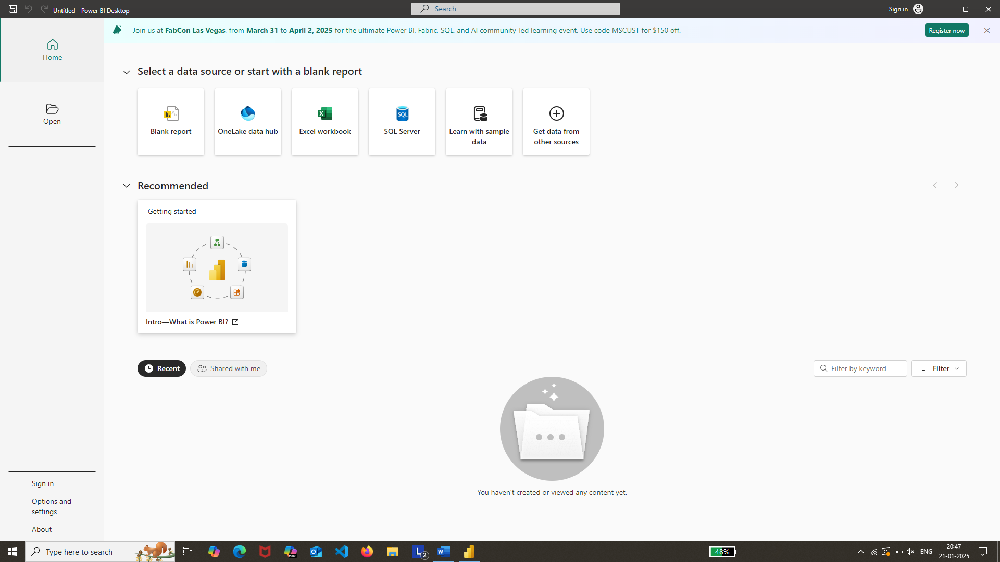 Untitled - Power BI Desktop
Search
Sign in
Join us at FabCon Las Vegas, from March 31 to April 2, 2025 for the ultimate Power BI, Fabric, SQL, and AI community-led learning event. Use code MSCUST for $150 off.
Register now
Home
Open
Select a data source or start with a blank report
Blank report
OneLake data hub
Excel workbook
SQL
SQL Server
Learn with sample
data
Get data from
other sources
Recommended
Getting started
Intro—What is Power BI?
Recent
Shared with me
Filter by keyword
Filter
You haven't created or viewed any content yet.
Sign in
Options and
settings
About
Type here to search
M365
L
2
48%
ENG
20:47
21-01-2025